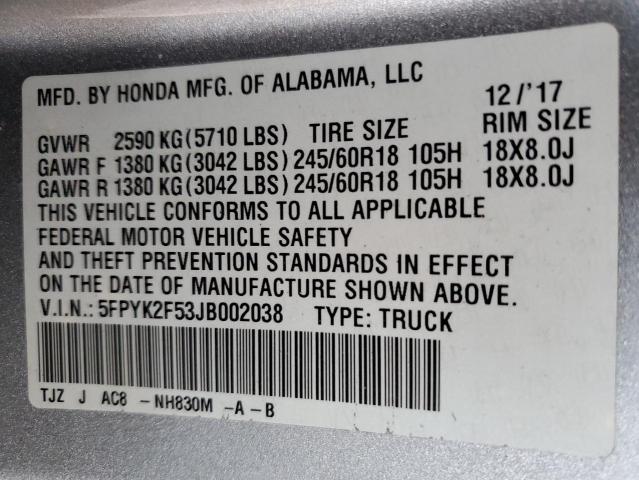 MFD. BY HONDA MFG. OF ALABAMA, LLC 12/'17
GVWR 2590 KG(5710 LBS) TIRE SIZE RIM SIZE
GAWR F 1380 KG(3042 LBS) 245/60R18 105H 18X8.0J
GAWR R 1380 KG(3042 LBS) 245/60R18 105H 18X8.0J
THIS VEHICLE CONFORMS TO ALL APPLICABLE
FEDERAL MOTOR VEHICLE SAFETY
AND THEFT PREVENTION STANDARDS IN EFFECT
ON THE DATE OF MANUFACTURE SHOWN ABOVE.
V.I.N.: 5FPYK2F53JB002038 TYPE: TRUCK
TJZ J AC8 - NH830M -A-B